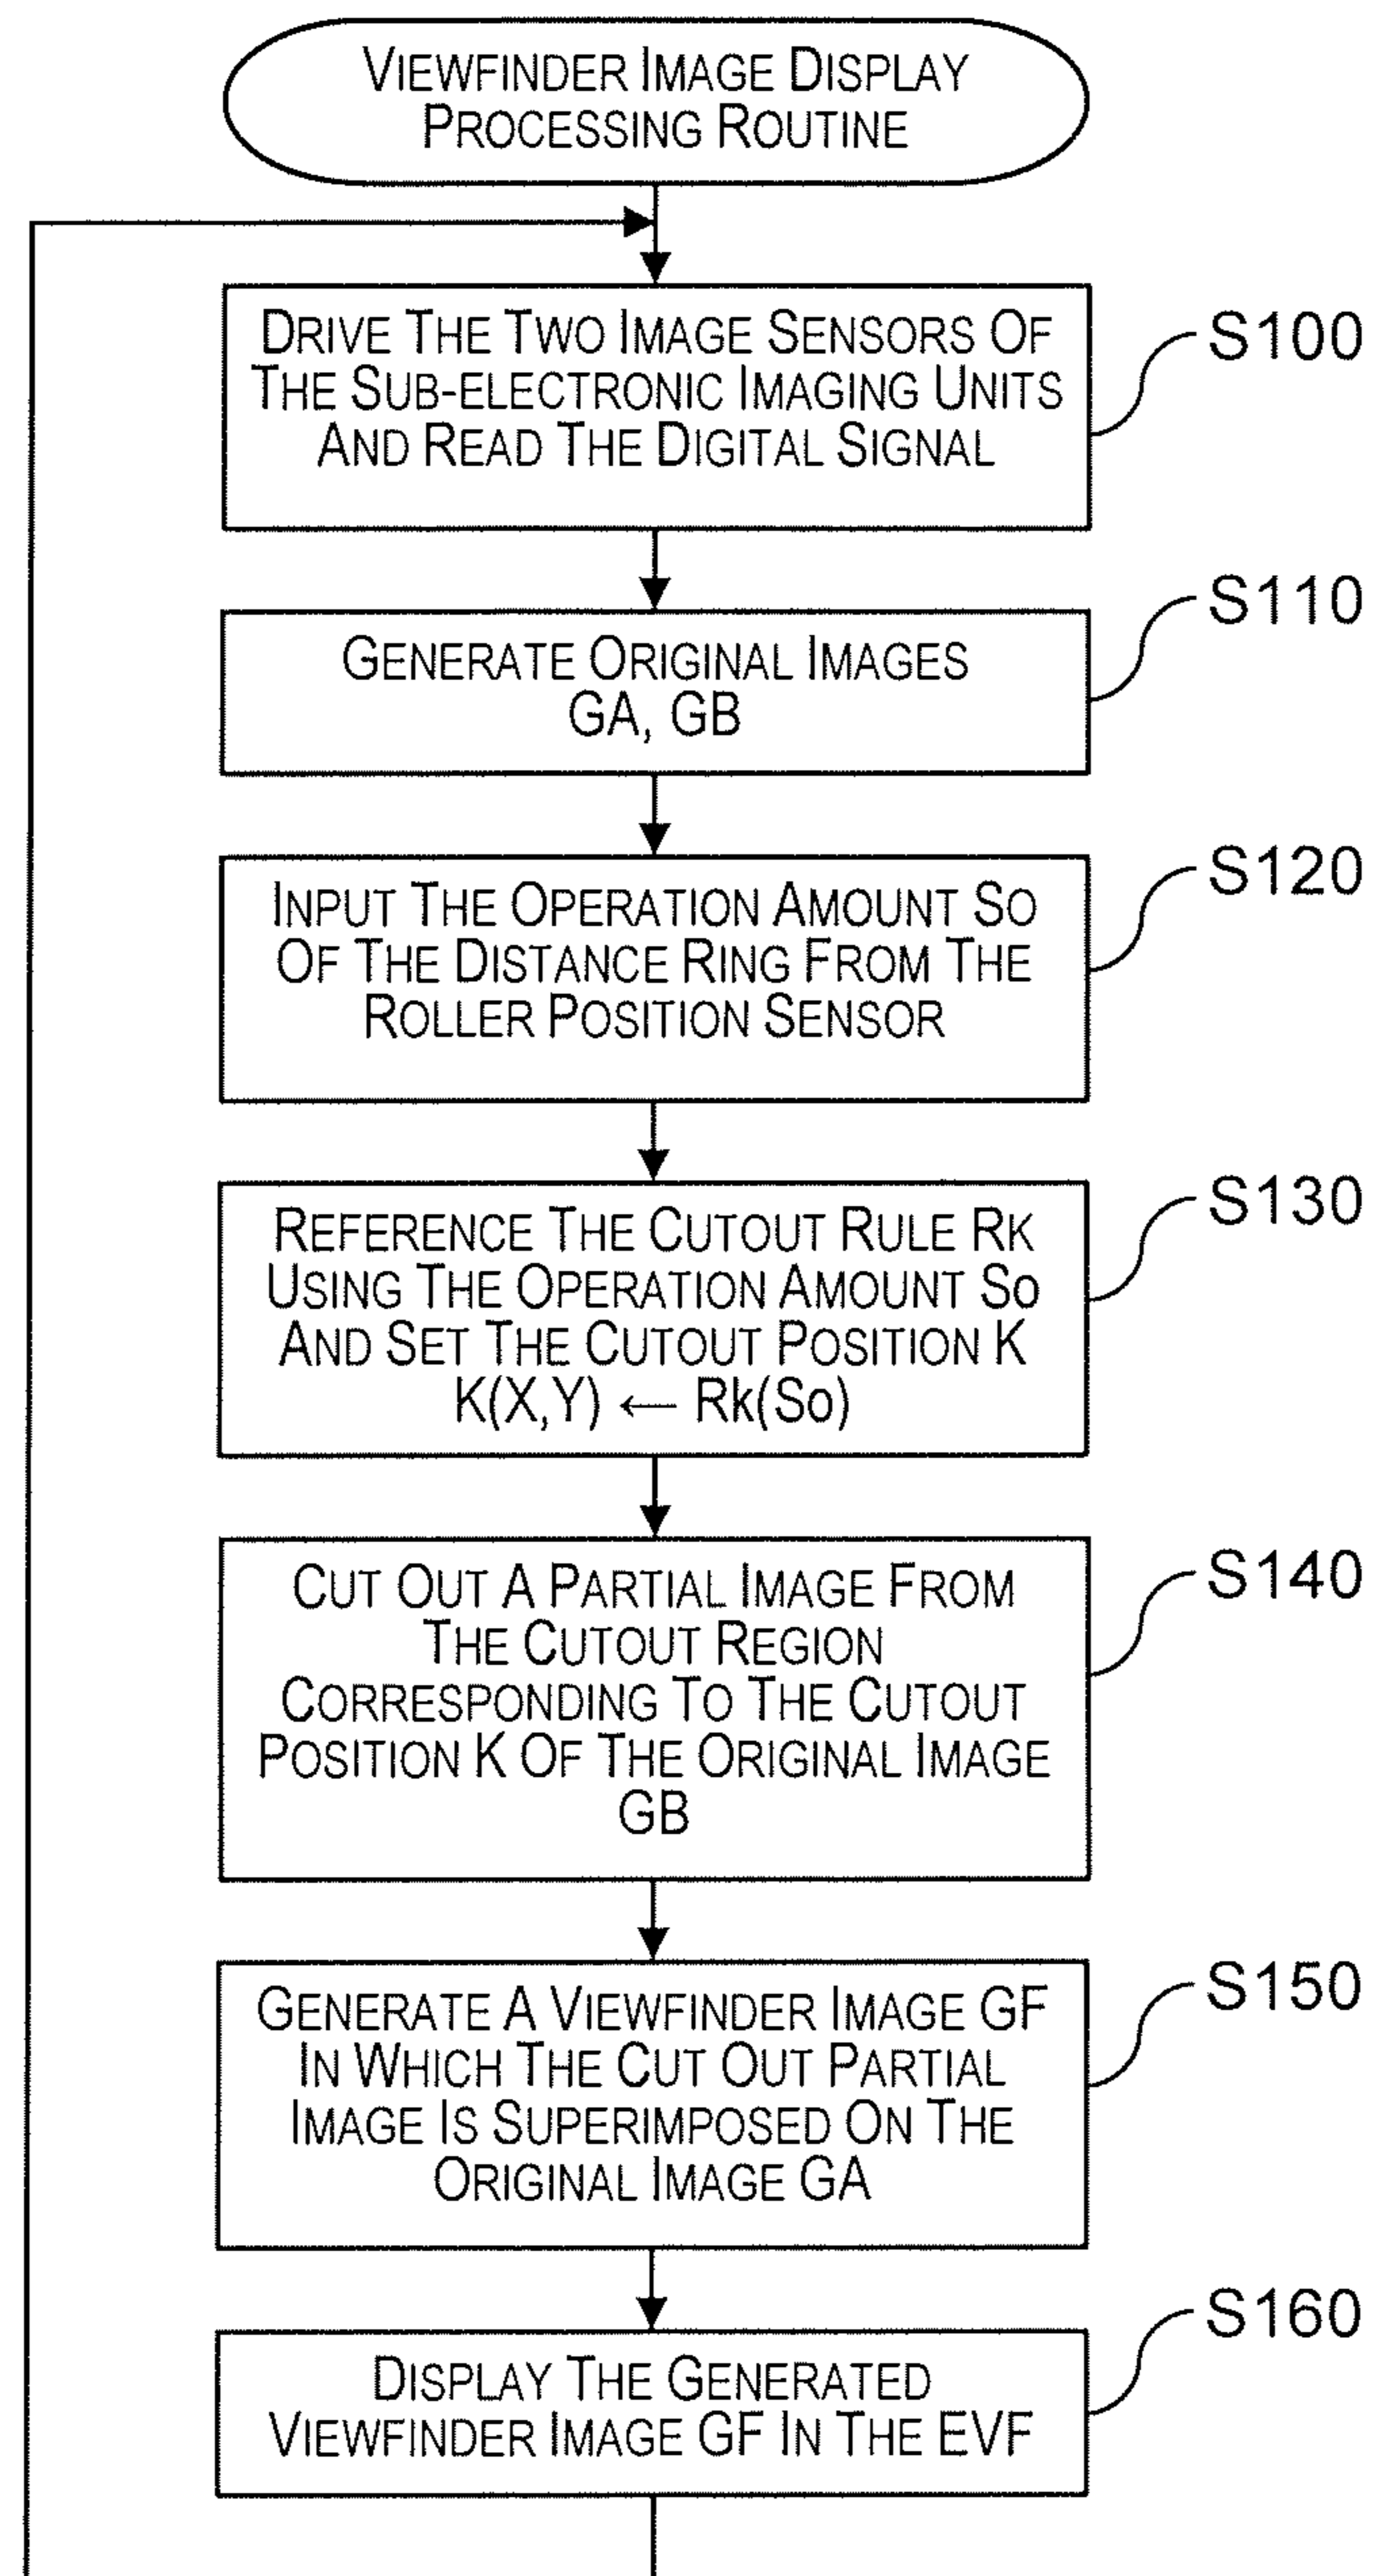 VIEWFINDER IMAGE DISPLAY
PROCESSING ROUTINE
DRIVE THE TWO IMAGE SENSORS OF
THE SUB-ELECTRONIC IMAGING UNITS
AND READ THE DIGITAL SIGNAL
S100
GENERATE ORIGINAL IMAGES
GA, GB
S110
INPUT THE OPERATION AMOUNT SO
OF THE DISTANCE RING FROM THE
ROLLER POSITION SENSOR
S120
REFERENCE THE CUTOUT RULE RK
USING THE OPERATION AMOUNT So
AND SET THE CUTOUT POSITION K
K(X,Y) ← Rk(So)
S130
CUT OUT A PARTIAL IMAGE FROM
THE CUTOUT REGION
CORRESPONDING TO THE CUTOUT
POSITION K OF THE ORIGINAL IMAGE
GB
S140
GENERATE A VIEWFINDER IMAGE GF
IN WHICH THE CUT OUT PARTIAL
IMAGE IS SUPERIMPOSED ON THE
ORIGINAL IMAGE GA
S150
DISPLAY THE GENERATED
VIEWFINDER IMAGE GF IN THE EVF
S160